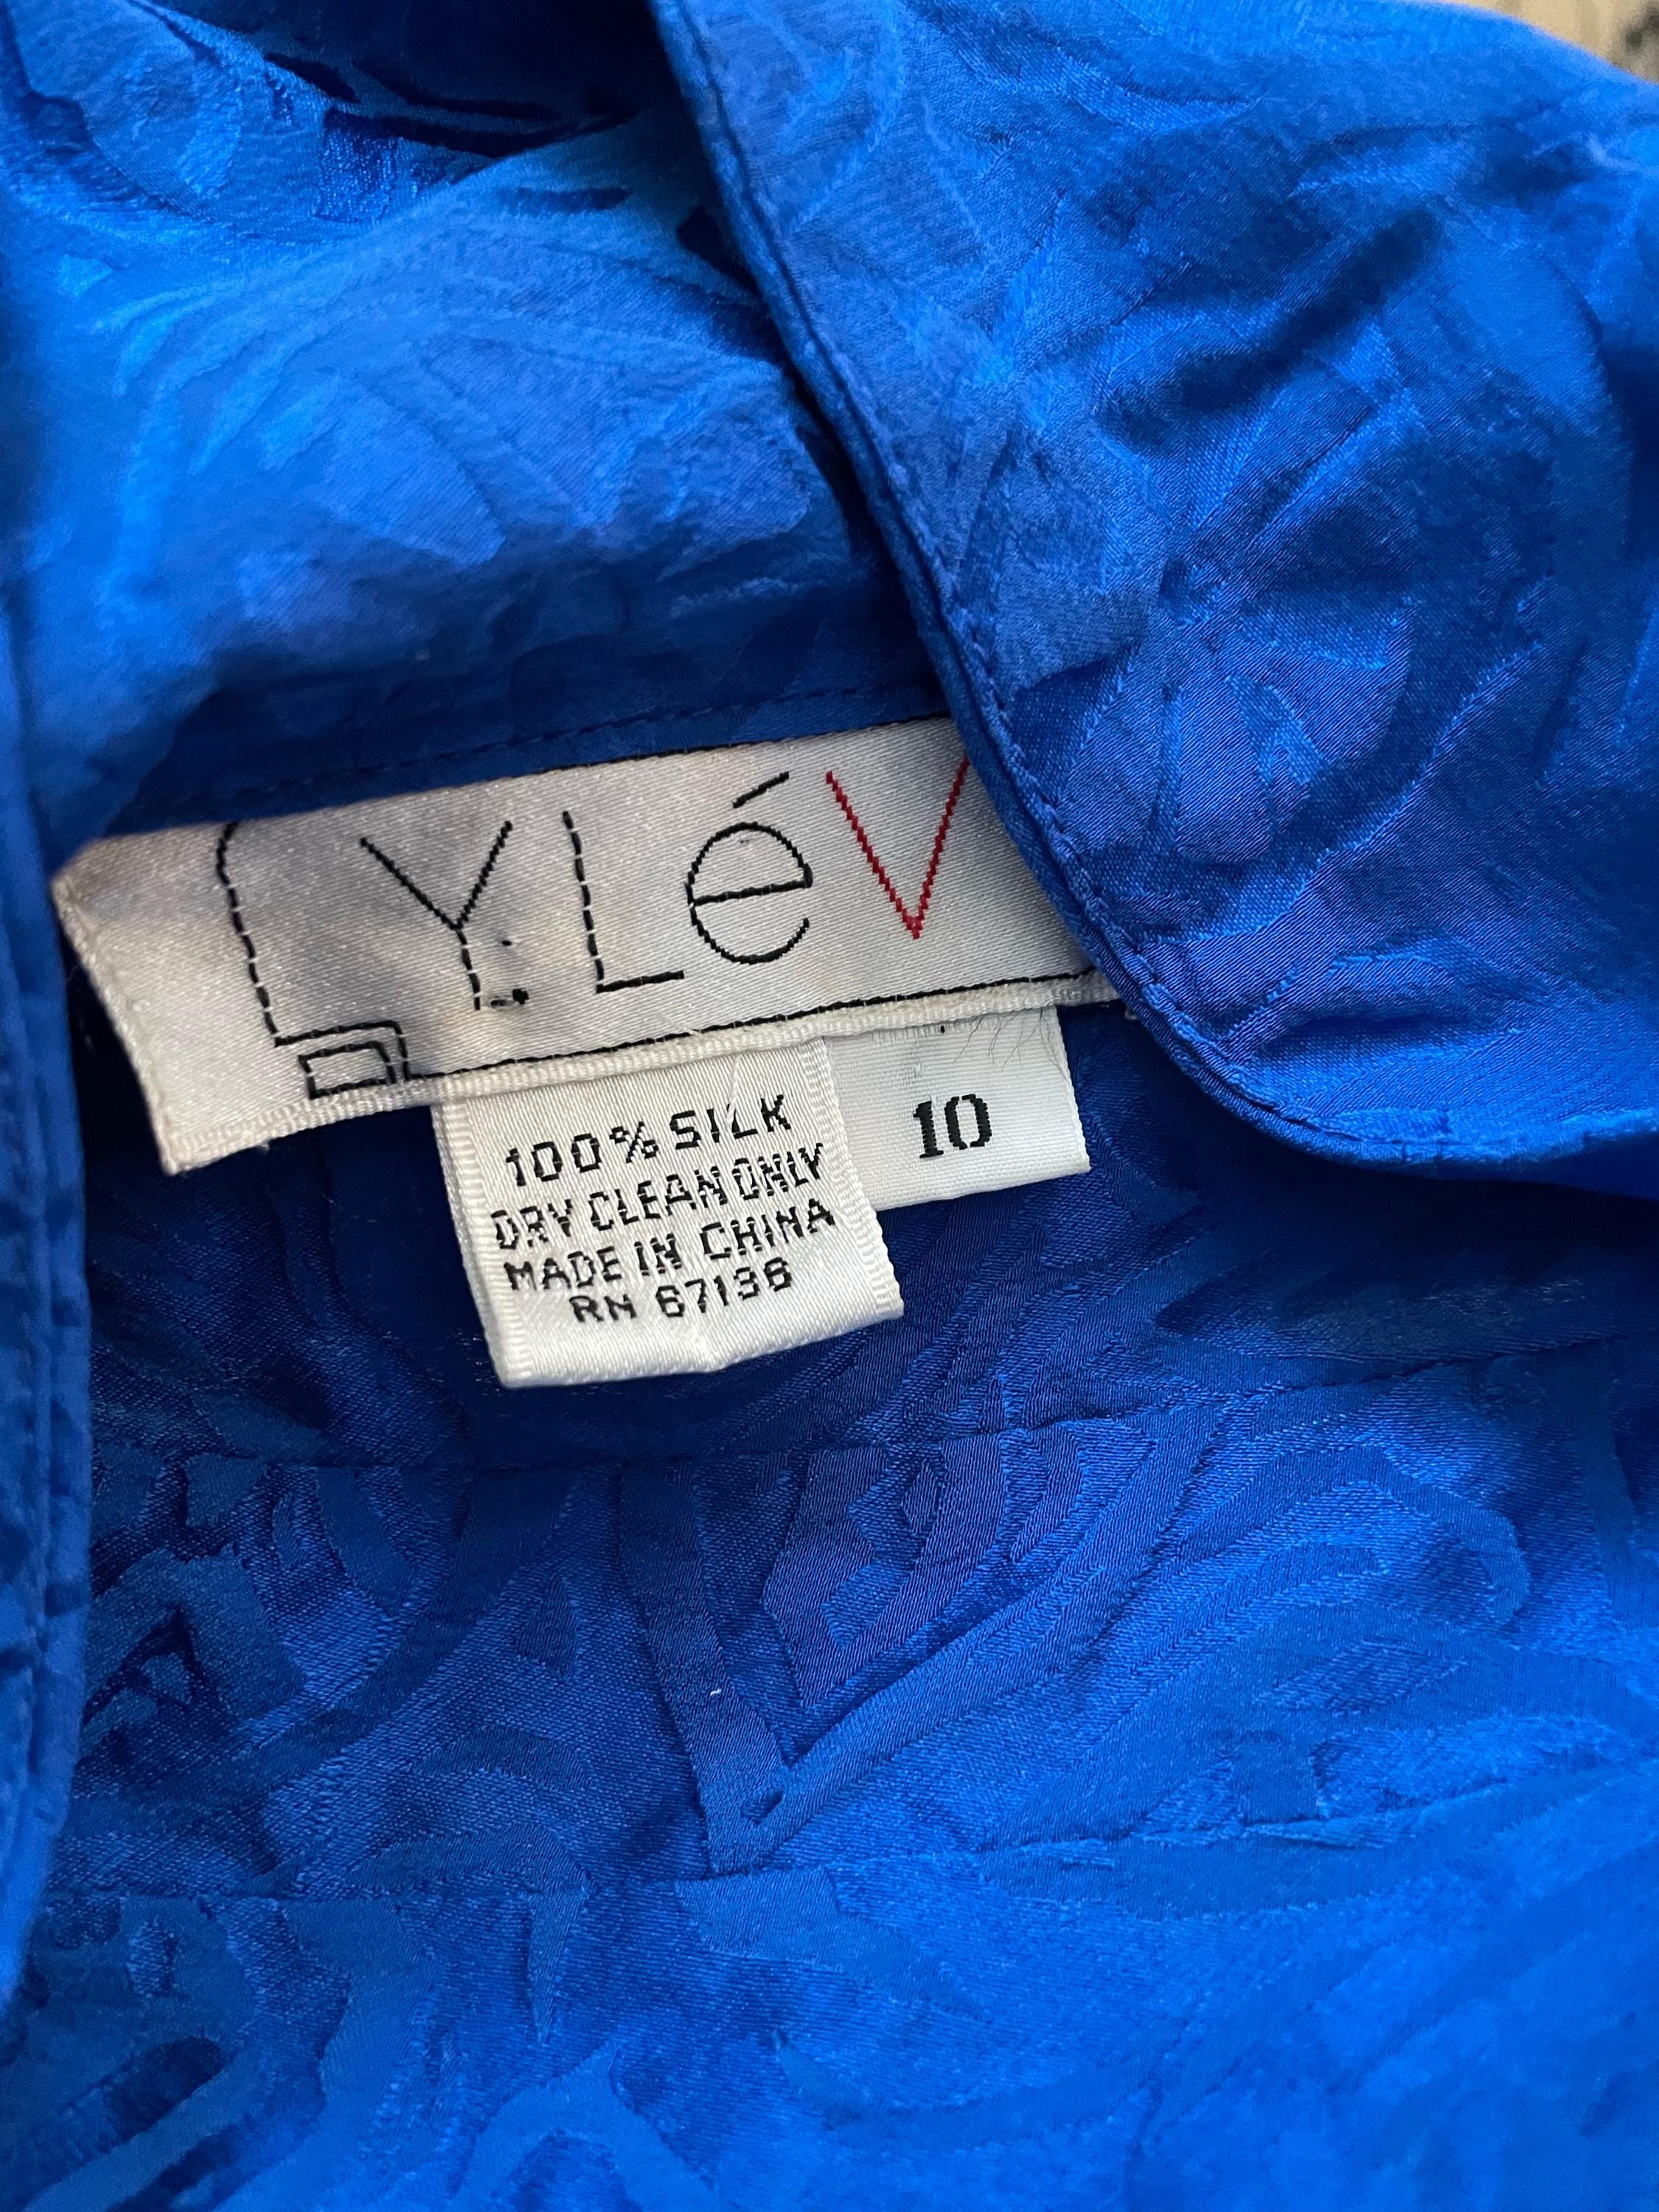 Y.LéV
100% SILK
DRY CLEAN ONLY
MADE IN CHINA
RN 67136
10